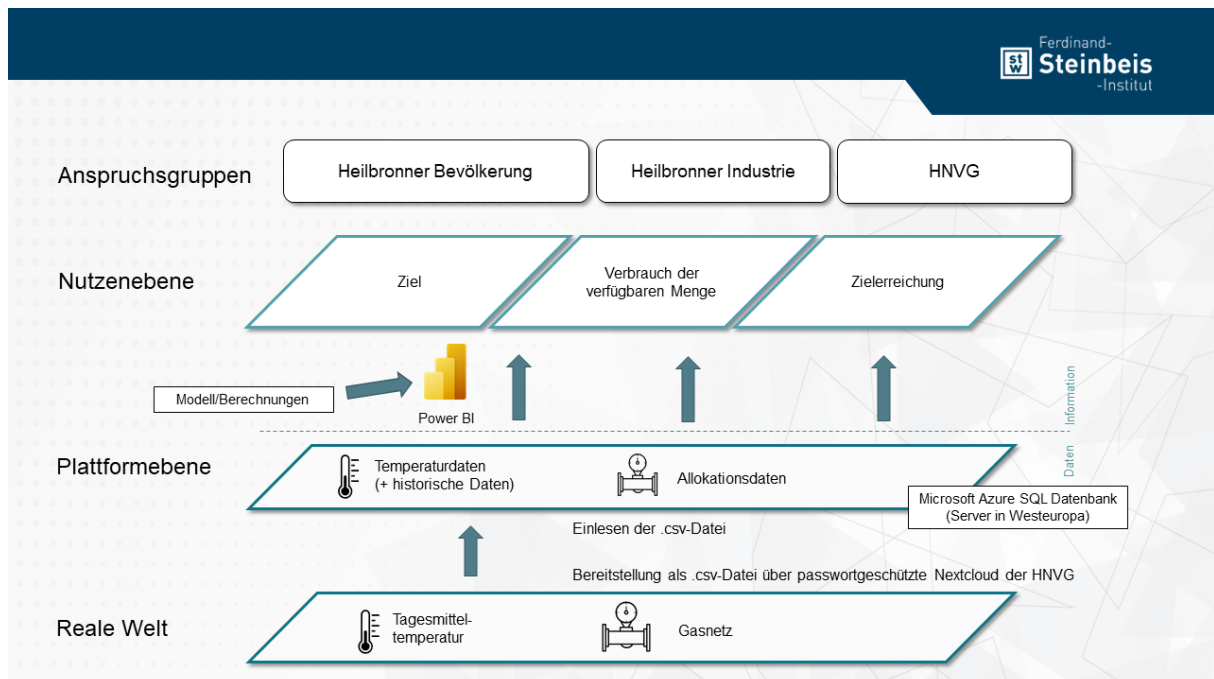 Ferdinand-
stw Steinbeis
-Institut
Anspruchsgruppen
Heilbronner Bevölkerung
Heilbronner Industrie
HNVG
Nutzenebene
Ziel
Verbrauch der
verfügbaren Menge
Zielerreichung
Modell/Berechnungen
Power BI
Information
Daten
Plattformebene
Temperaturdaten
(+ historische Daten)
Allokationsdaten
Microsoft Azure SQL Datenbank
(Server in Westeuropa)
Einlesen der .csv-Datei
Bereitstellung als .csv-Datei über passwortgeschützte Nextcloud der HNVG
Reale Welt
Tagesmittel-
temperatur
Gasnetz